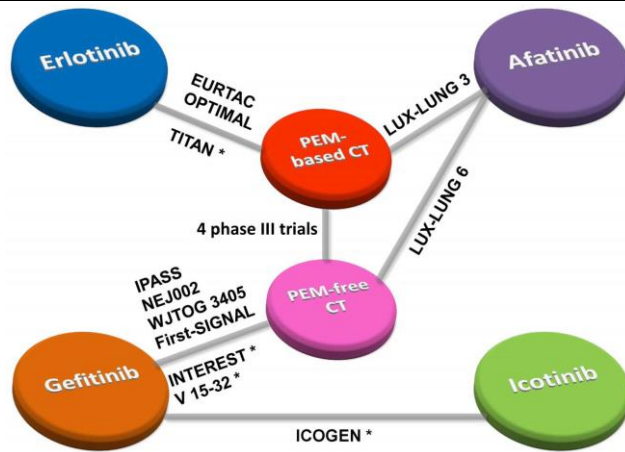 Erlotinib
Afatinib
EURTAC
OPTIMAL
TITAN *
PEM-
based CT
LUX-LUNG 3
LUX-LUNG 6
4 phase III trials
IPASS
NEJ002
WJTOG 3405
First-SIGNAL
PEM-free
CT
INTEREST *
V 15-32 *
Gefitinib
Icotinib
ICOGEN *